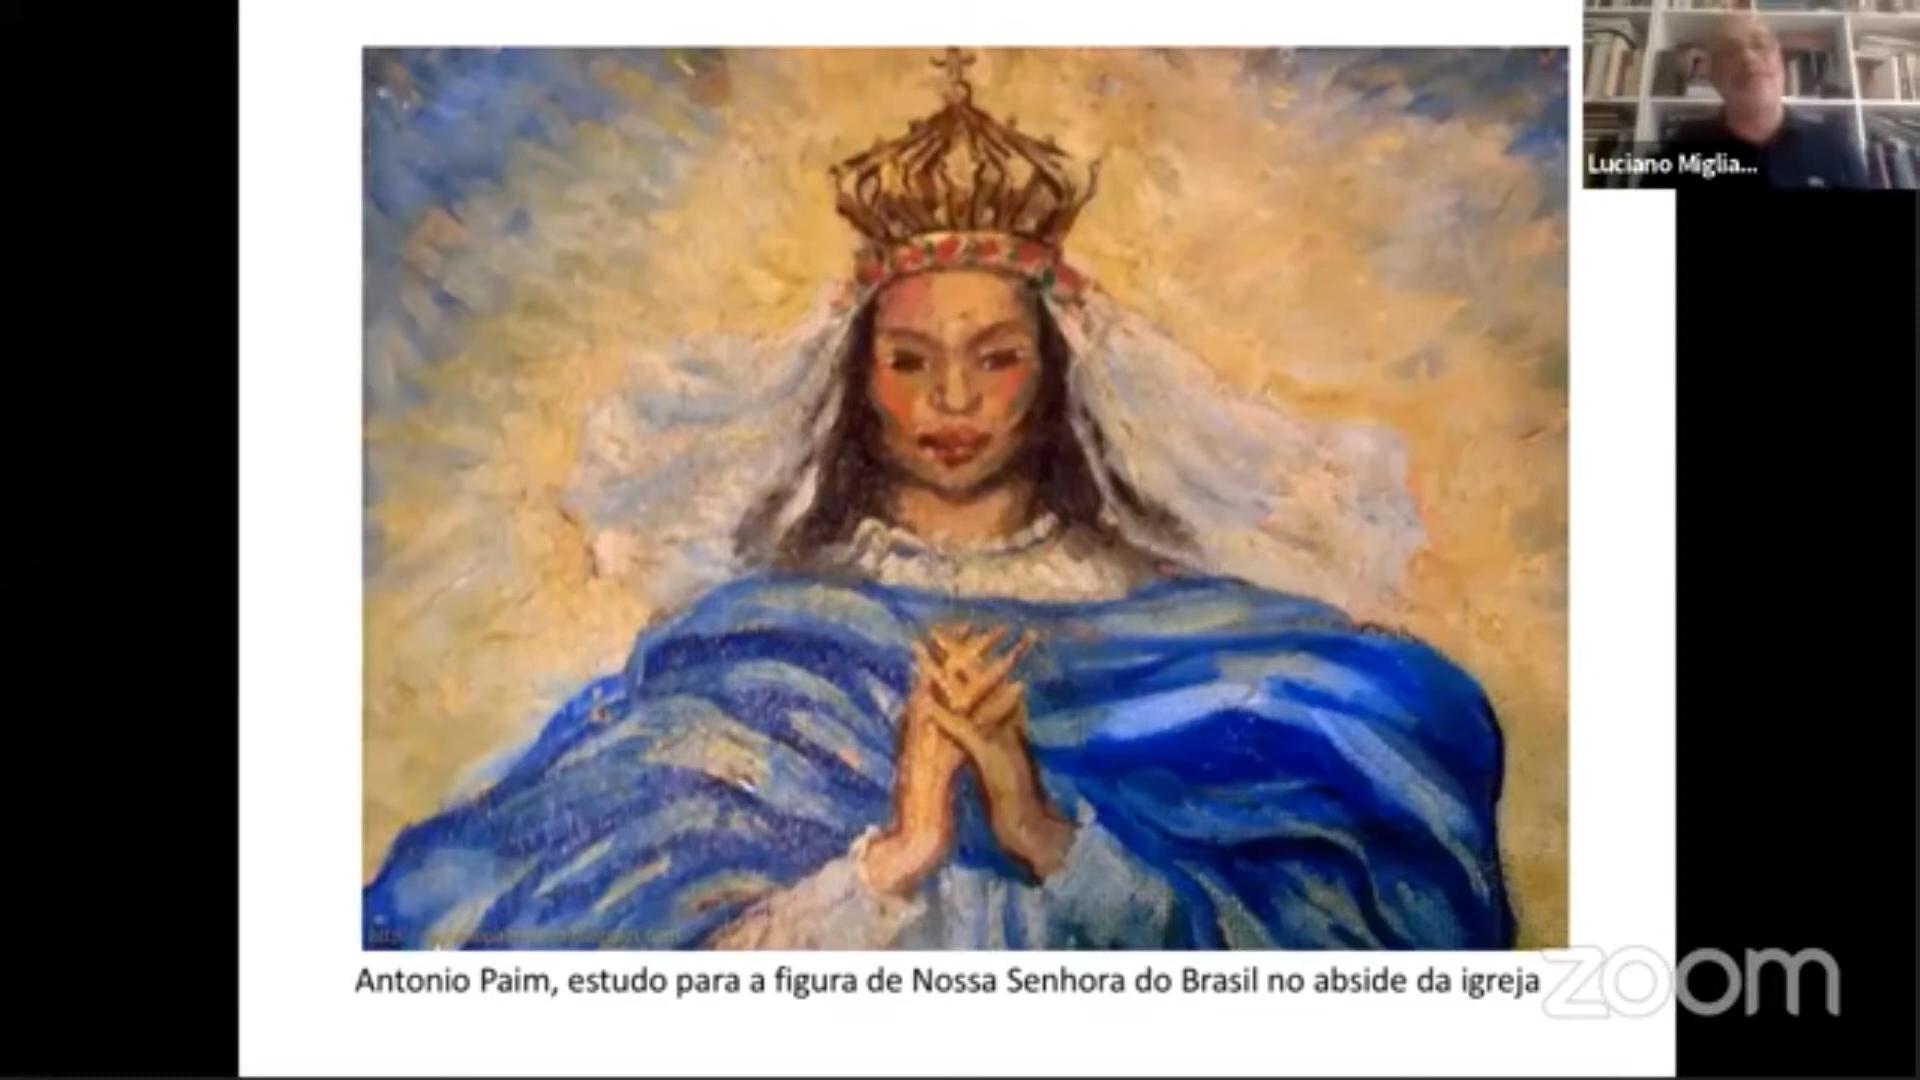 Luciano Miglia...
Antonio Paim, estudo para a figura de Nossa Senhora do Brasil no abside da igreja
zoom